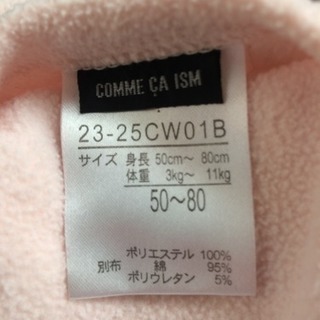 COMME ÇA ISM
23-25CW01B
サイズ 身長 50cm～ 80cm
体重 3kg～ 11kg
50～80
ポリエステル 100%
別布 綿 95%
ポリウレタン 5%